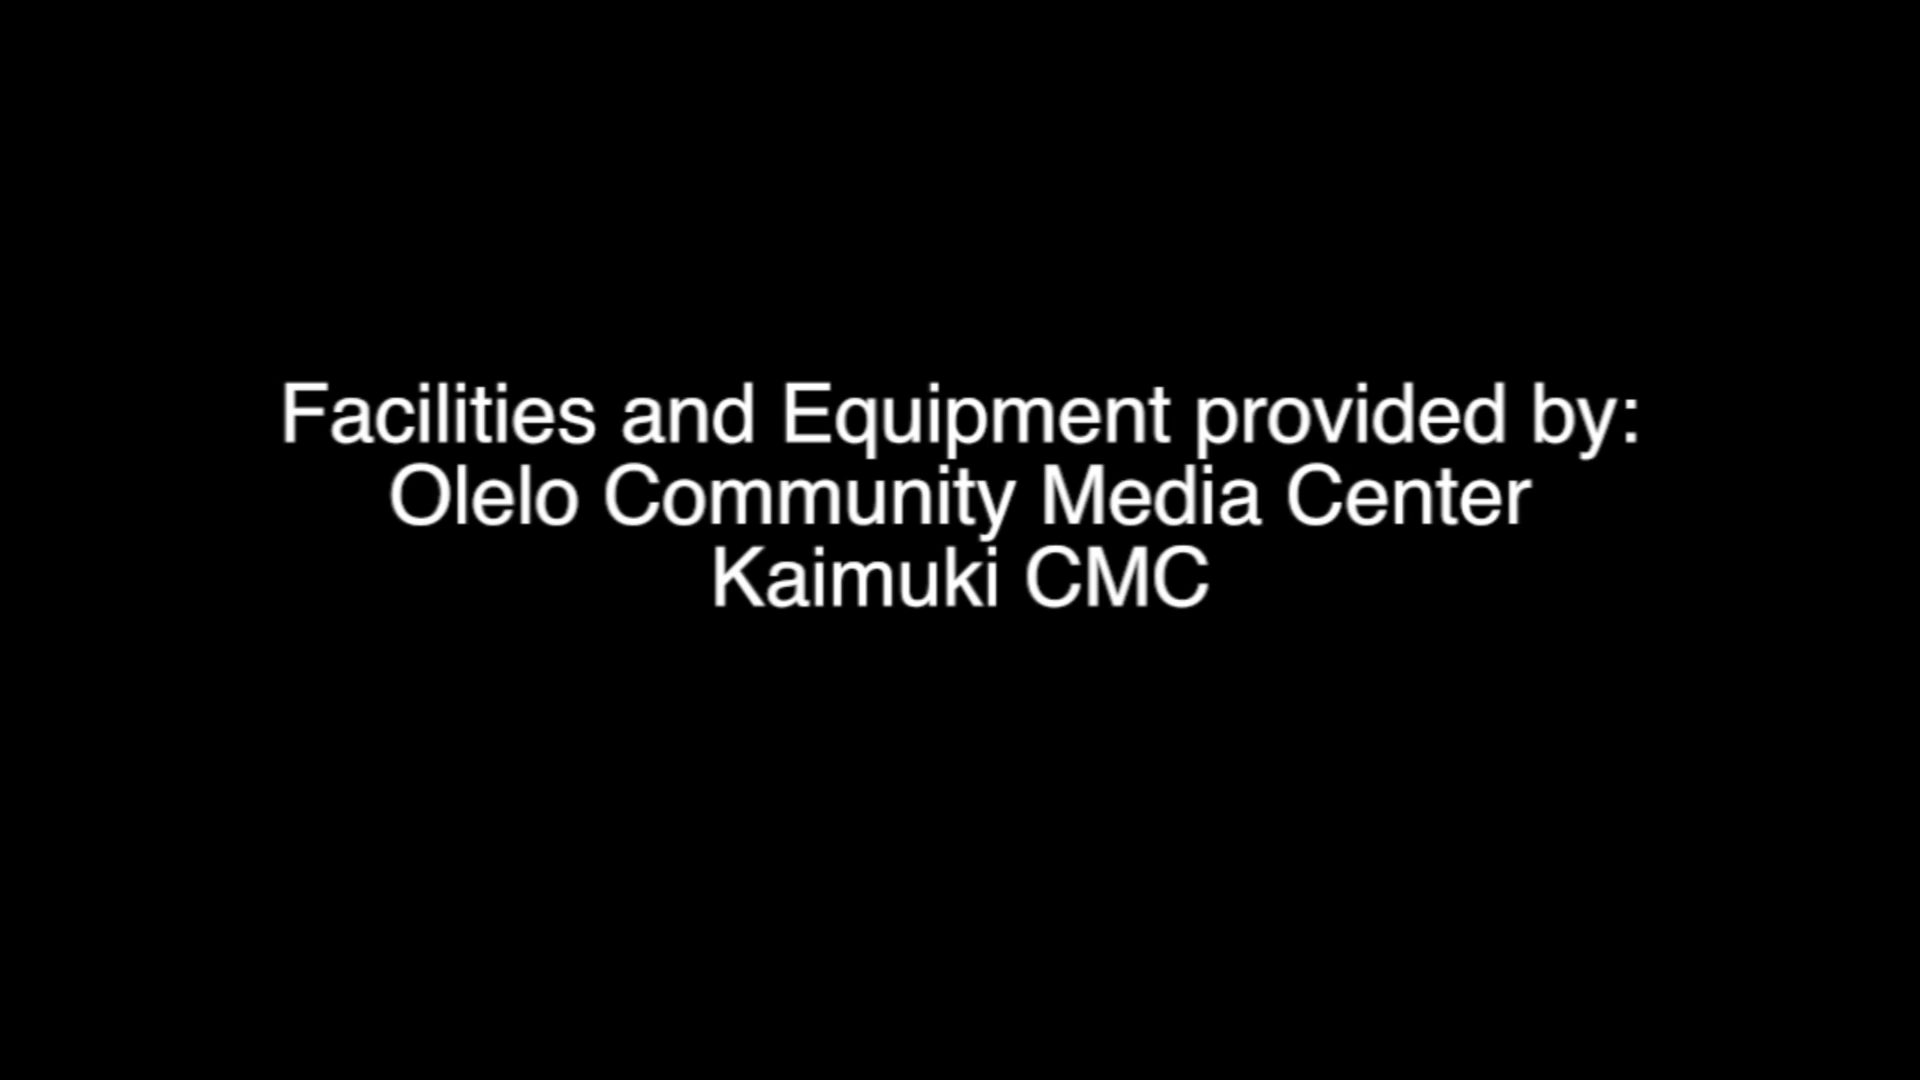 Facilities and Equipment provided by:
Olelo Community Media Center
Kaimuki CMC